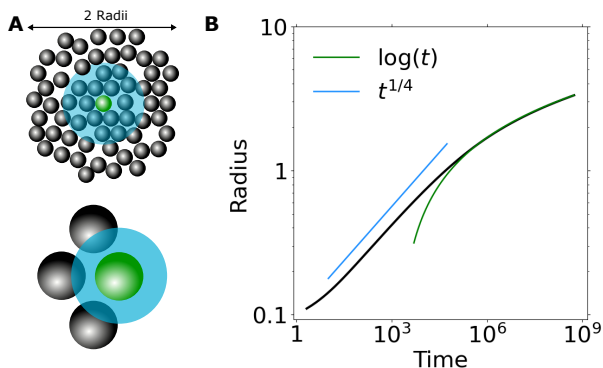 A
2 Radii
B
10
1
0.1
Radius
log(t)
t^{1/4}
1
10^3
10^6
10^9
Time